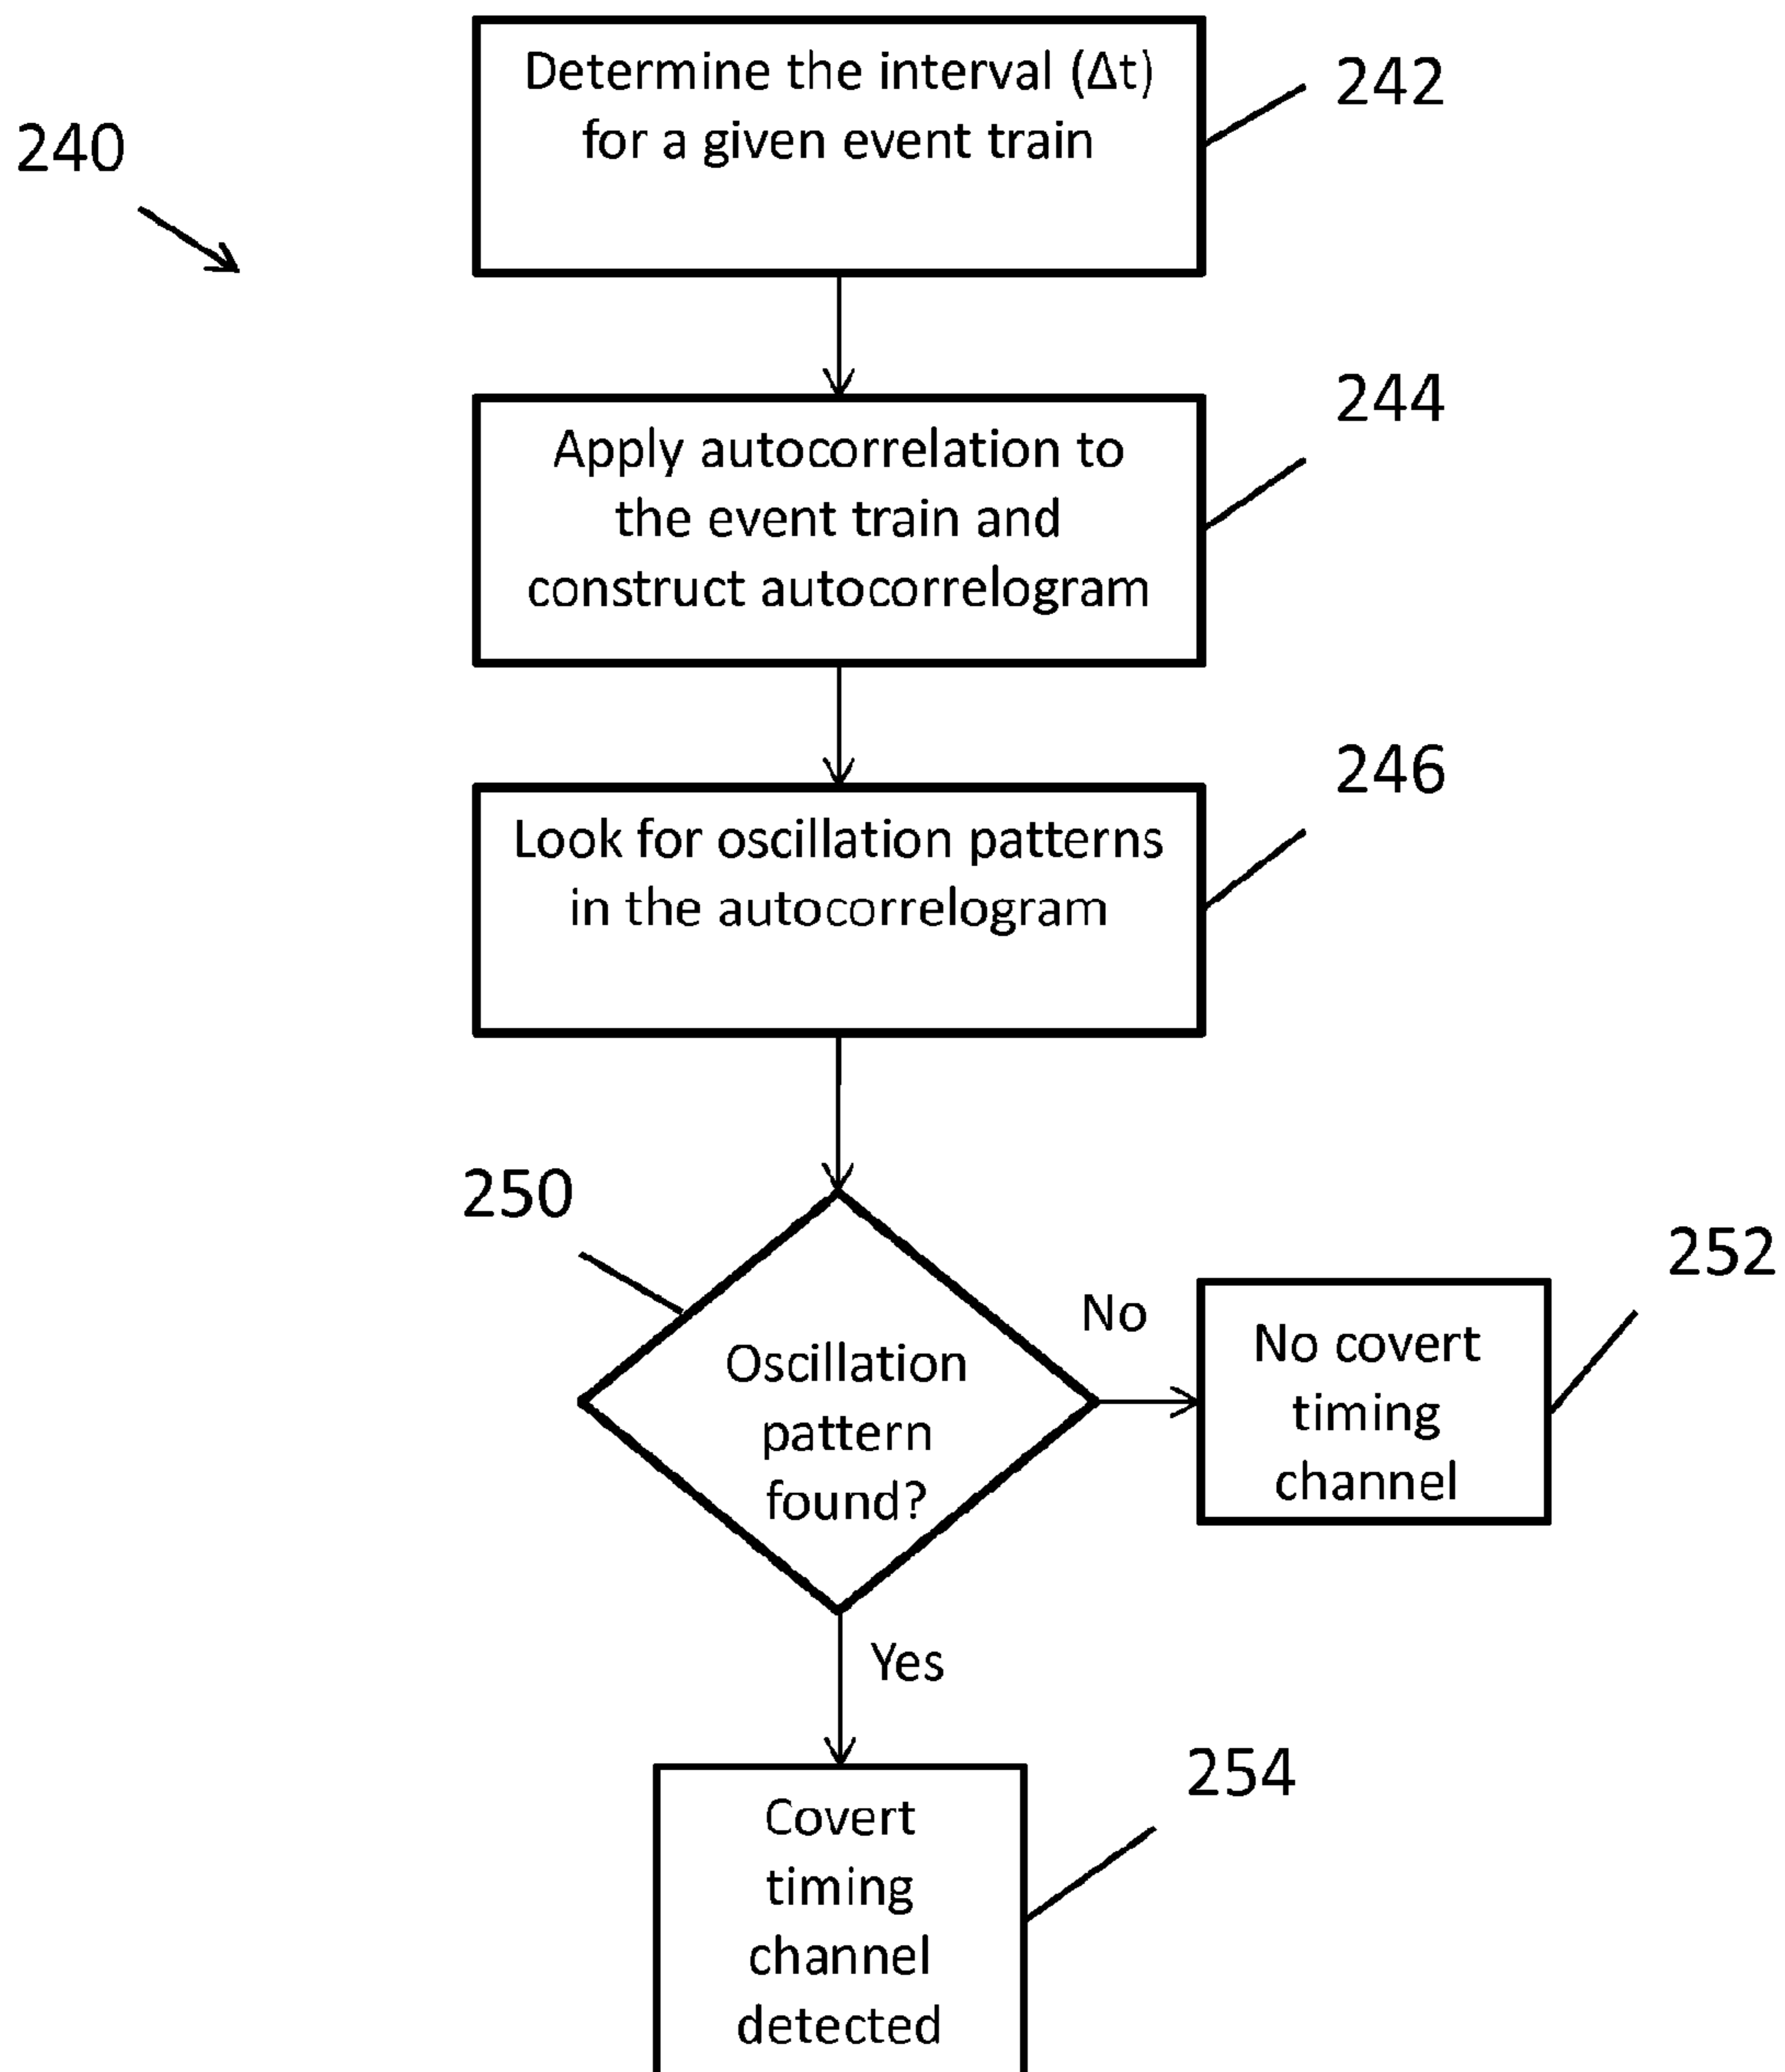 Determine the interval (Δt)
for a given event train
242
240
Apply autocorrelation to
the event train and
construct autocorrelogram
244
Look for oscillation patterns
in the autocorrelogram
246
250
Oscillation
pattern
found?
No
No covert
timing
channel
252
Yes
Covert
timing
channel
detected
254